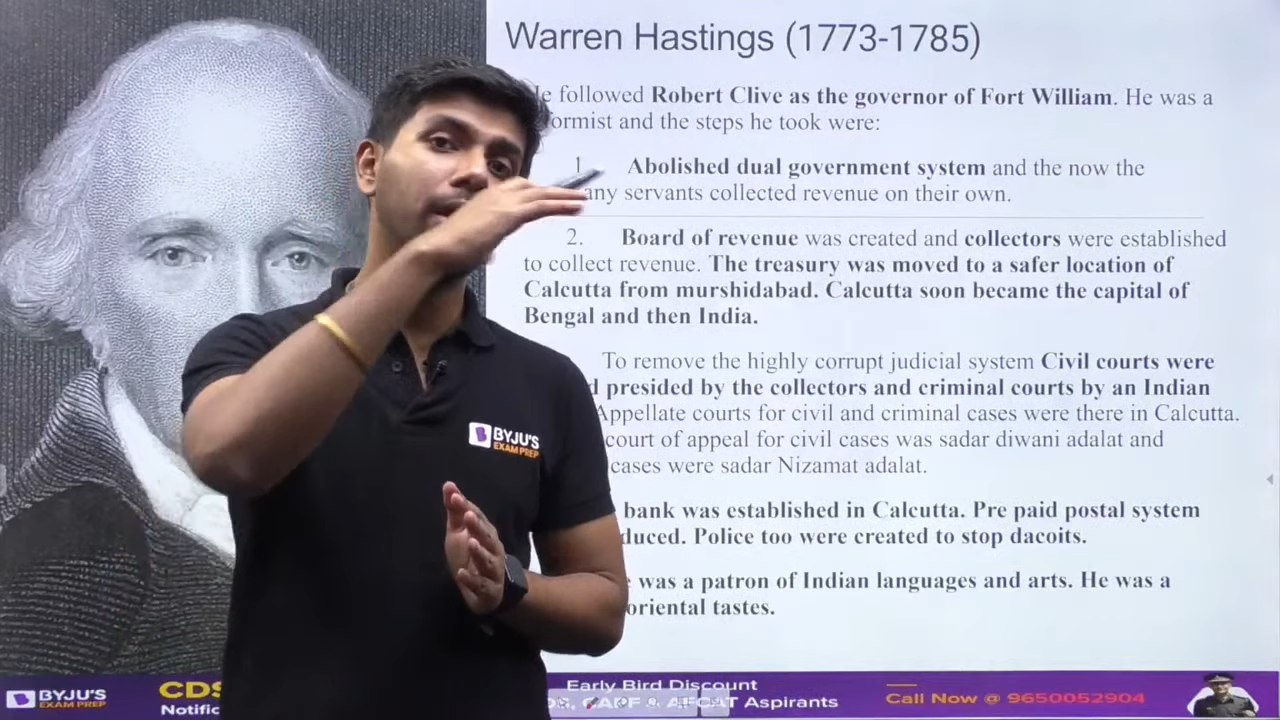 Warren Hastings (1773-1785)
followed Robert Clive as the governor of Fort William. He was a
and the steps he took were:
1 Abolished dual government system and the now the
servants collected revenue on their own.
2. Board of revenue was created and collectors were established
to collect revenue. The treasury was moved to a safer location of
Calcutta from murshidabad. Calcutta soon became the capital of
Bengal and then India.
To remove the highly corrupt judicial system Civil courts were
presided by the collectors and criminal courts by an Indian
Appellate courts for civil and criminal cases were there in Calcutta.
court of appeal for civil cases was sadar diwani adalat and
cases were sadar Nizamat adalat.
bank was established in Calcutta. Pre paid postal system
Police too were created to stop dacoits.
was a patron of Indian languages and arts. He was a
oriental tastes.
BYJU'S
EXAM PREP
BYJU'S
EXAM PREP
CDS
Early Bird Discount
CAPF & AFCAT Aspirants
Call Now @ 9650052904